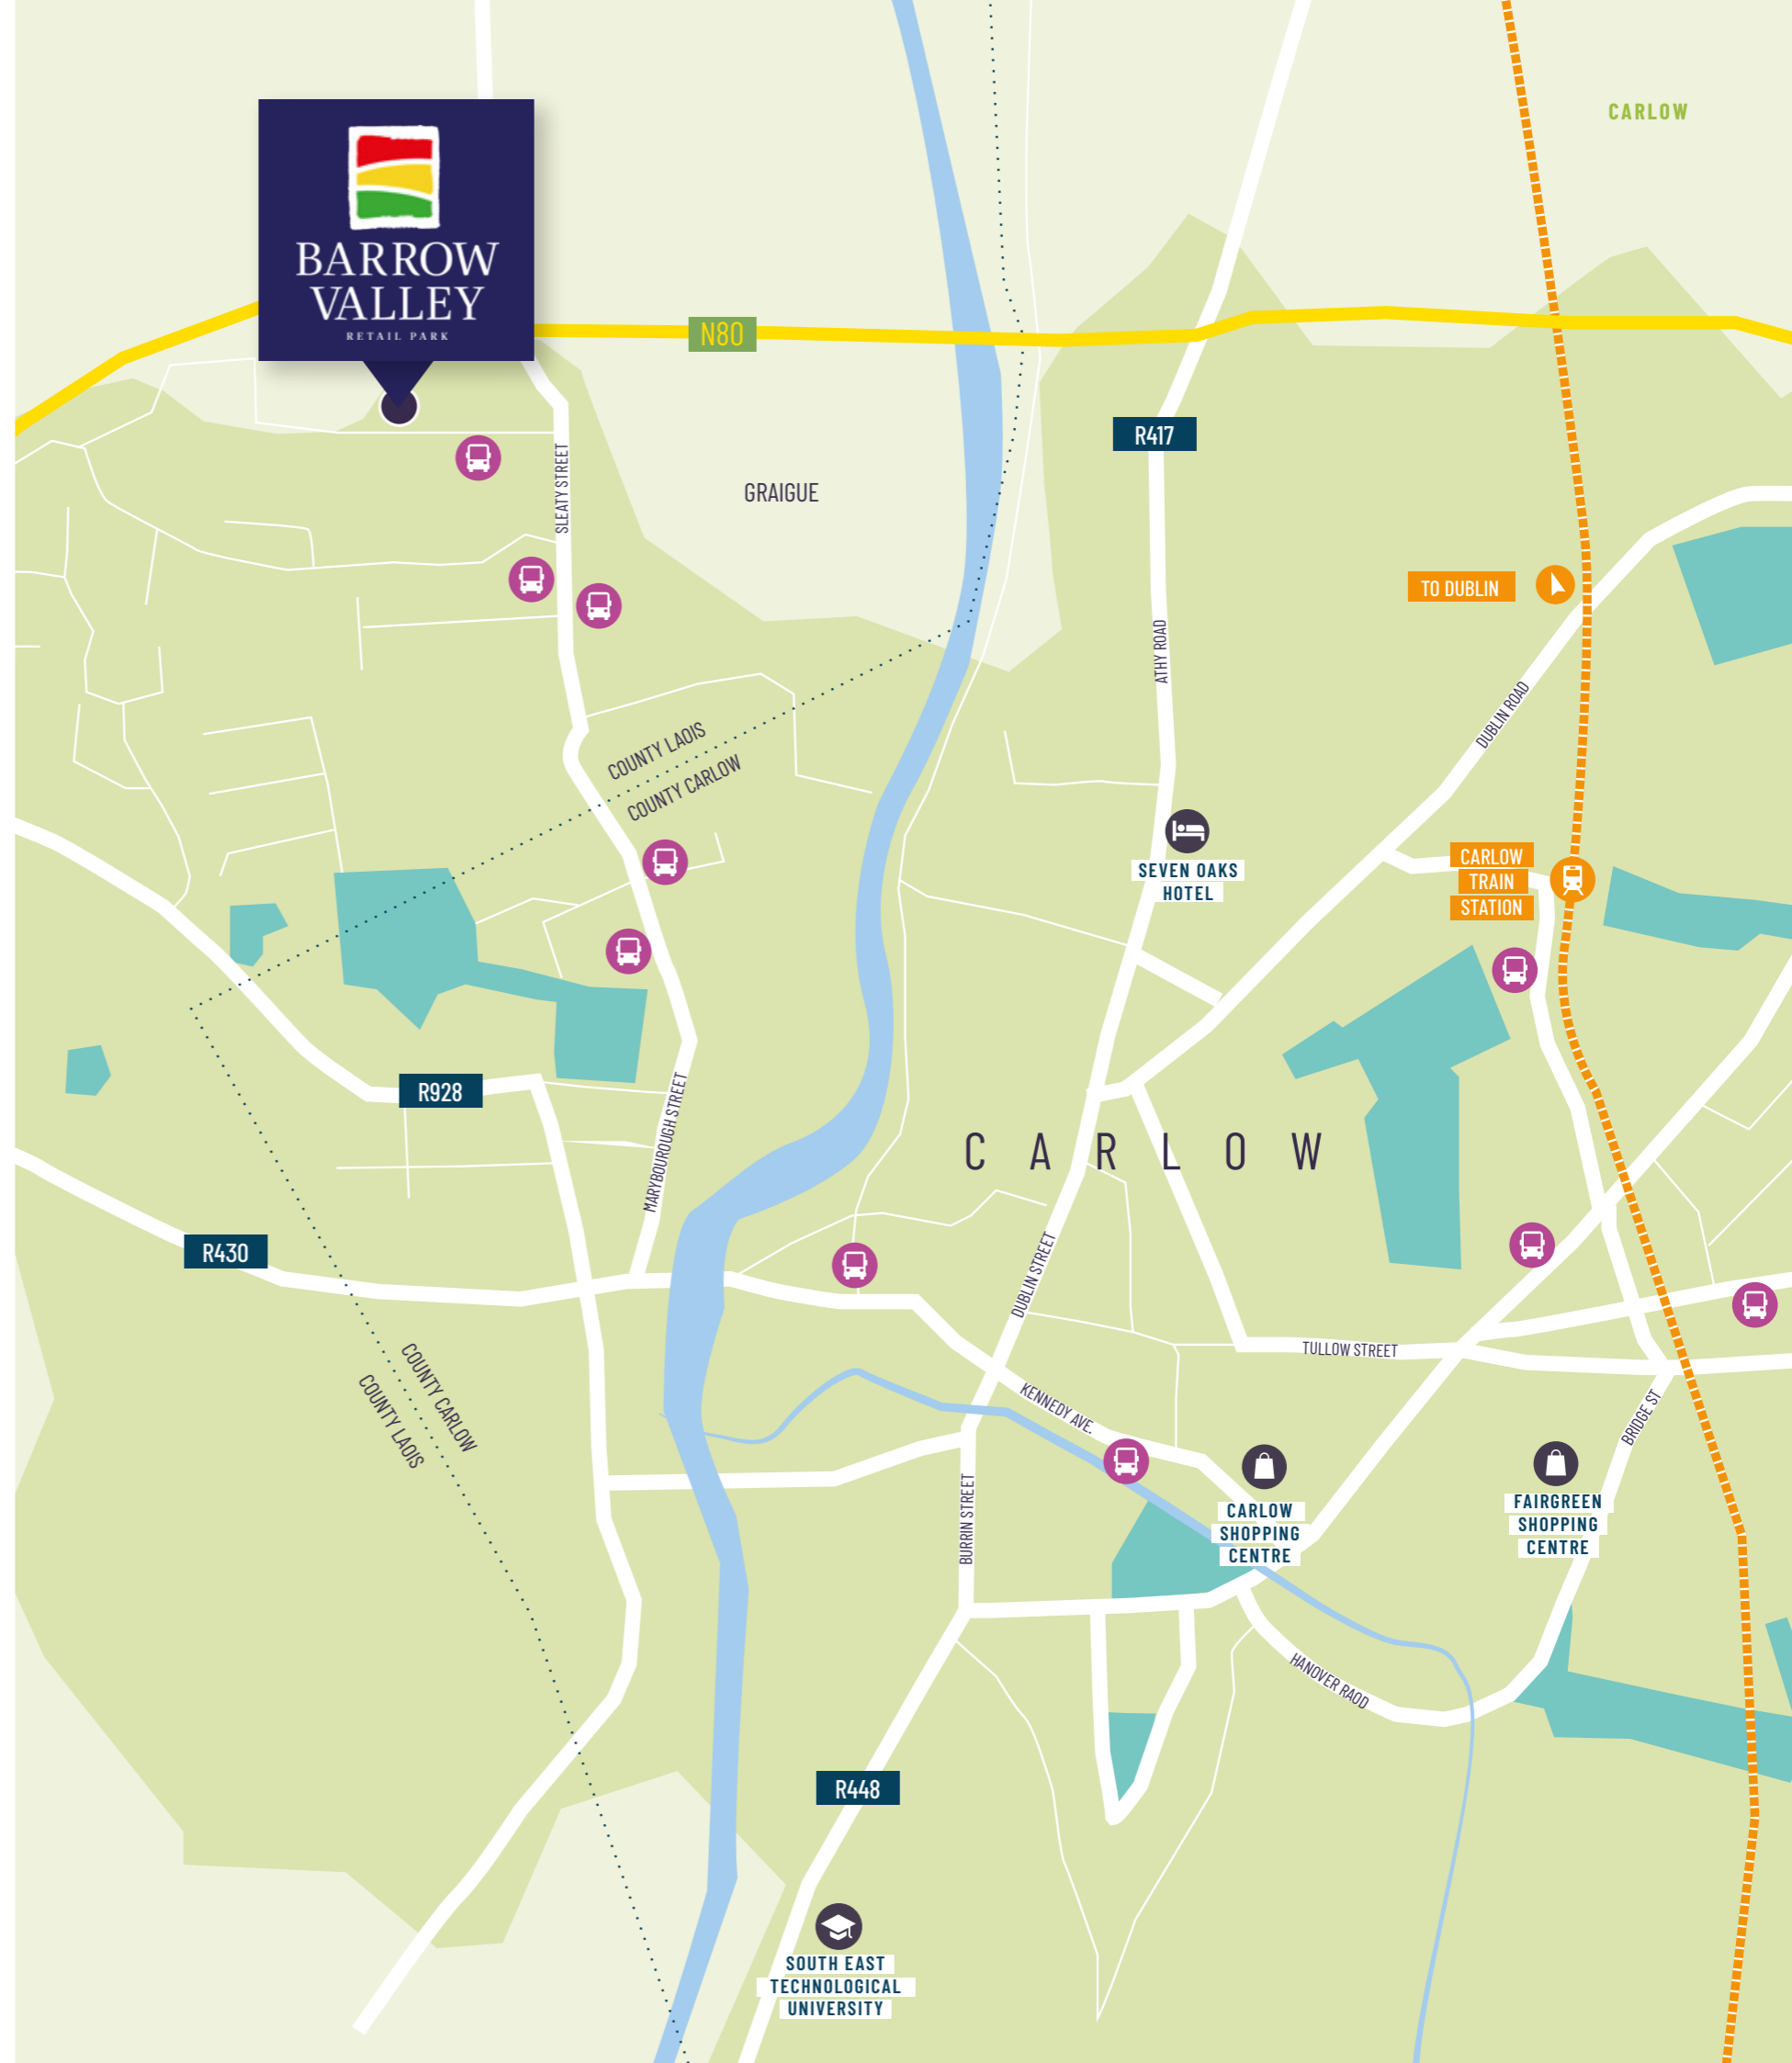 CARLOW
BARROW
VALLEY
RETAIL PARK
N80
R417
SLEATY STREET
GRAIGUE
TO DUBLIN
ATHY ROAD
DUBLIN ROAD
COUNTY LAOIS
COUNTY CARLOW
SEVEN OAKS
HOTEL
CARLOW
TRAIN
STATION
R928
MARYBOUROUGH STREET
CARLOW
R430
DUBLIN STREET
TULLOW STREET
COUNTY CARLOW
COUNTY LAOIS
KENNEDY AVE.
BRIDGE ST
BURRIN STREET
CARLOW
SHOPPING
CENTRE
FAIRGREEN
SHOPPING
CENTRE
HANOVER RAOD
R448
SOUTH EAST
TECHNOLOGICAL
UNIVERSITY